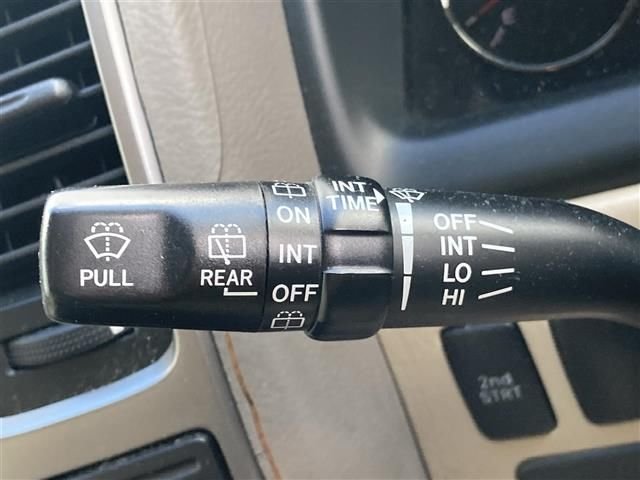 PULL
REAR
ON
INT
OFF
INT
TIME
OFF
INT
LO
HI
2nd
STRT